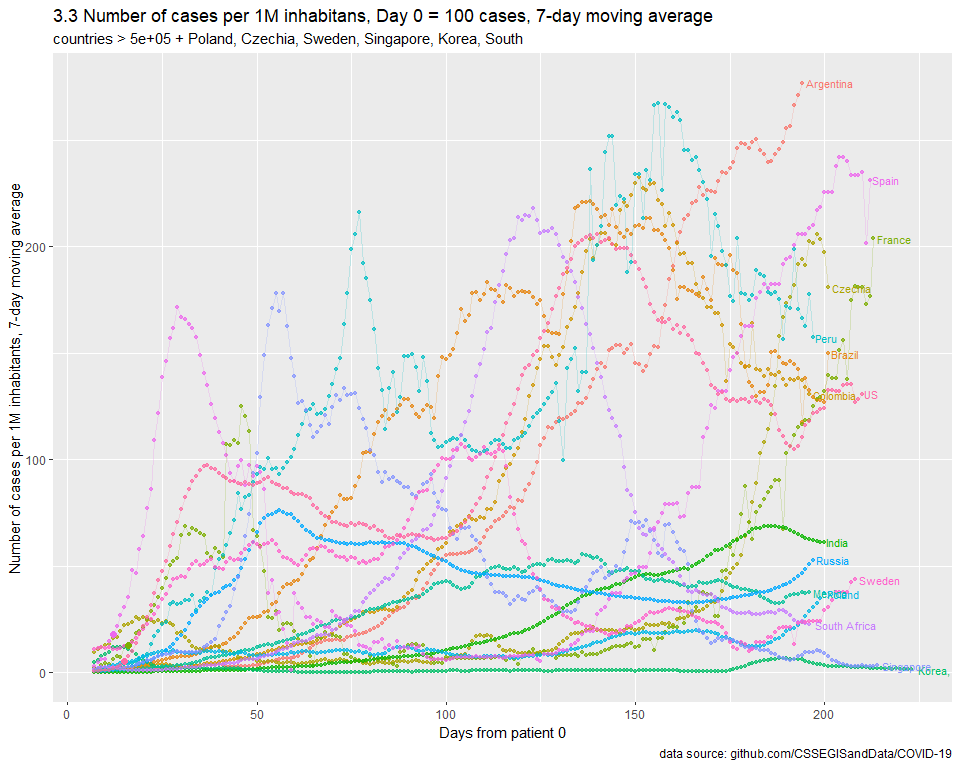 3.3 Number of cases per 1M inhabitans, Day 0 = 100 cases, 7-day moving average
countries > 5e+05 + Poland, Czechia, Sweden, Singapore, Korea, South
Number of cases per 1M inhabitants, 7-day moving average
200
100
0
Argentina
Spain
France
Czechia
Peru
Brazil
Colombia
US
India
Russia
Sweden
South Africa
Singapore
Korea,
0
50
100
150
200
Days from patient 0
data source: github.com/CSSEGISandData/COVID-19